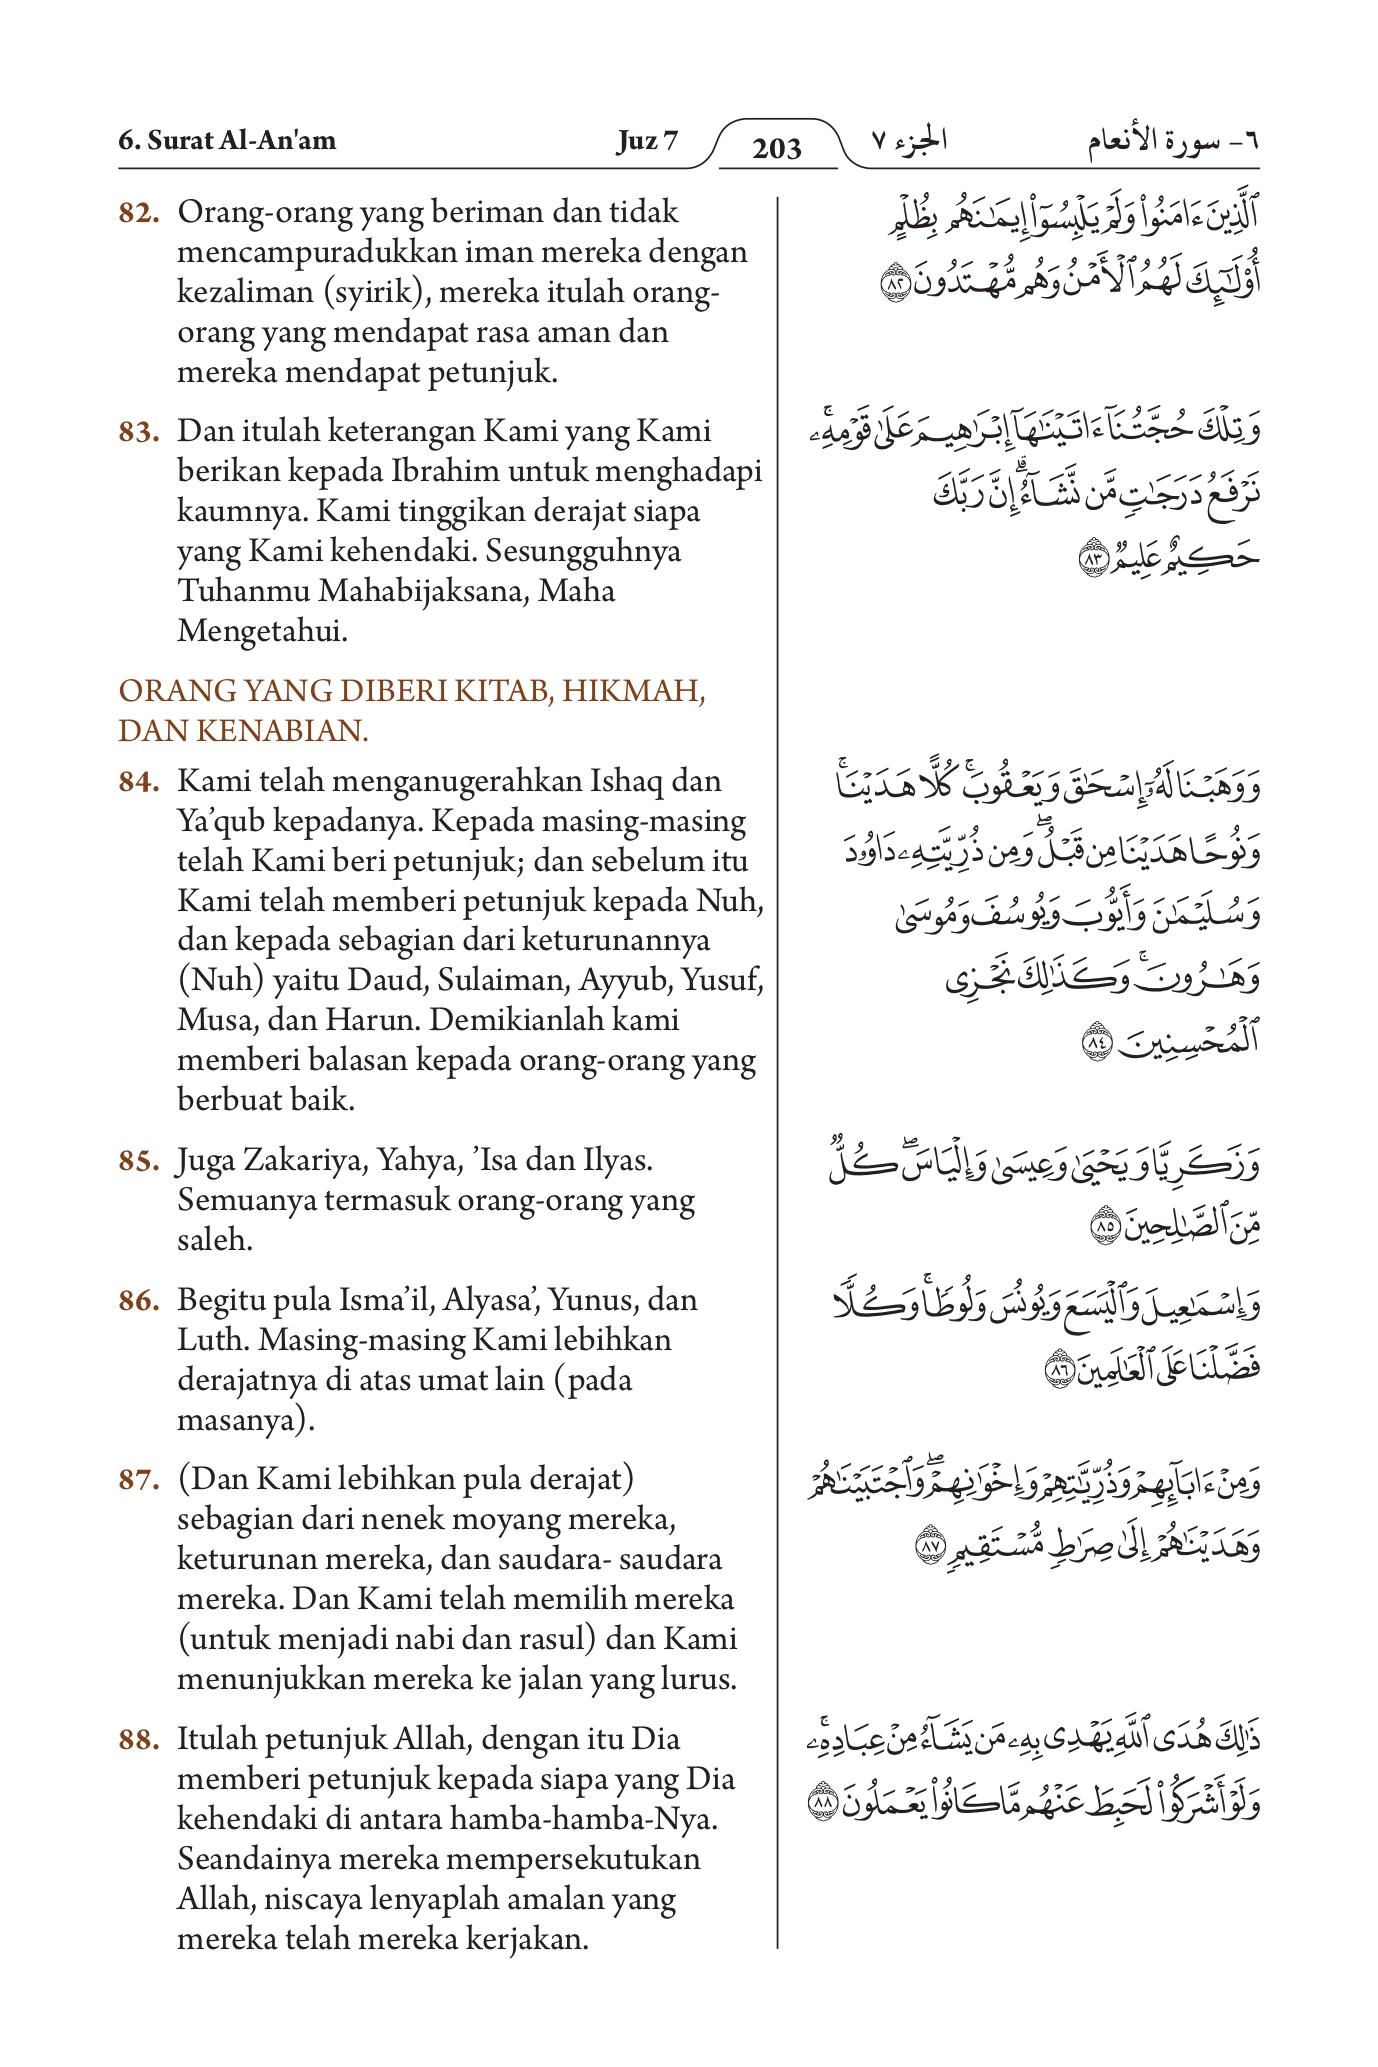 6. Surat Al-An'am Juz 7 203 الجزء ٧ ٦- سورة الأنعام
82. Orang-orang yang beriman dan tidak
mencampuradukkan iman mereka dengan
kezaliman (syirik), mereka itulah orang-
orang yang mendapat rasa aman dan
mereka mendapat petunjuk.
83. Dan itulah keterangan Kami yang Kami
berikan kepada Ibrahim untuk menghadapi
kaumnya. Kami tinggikan derajat siapa
yang Kami kehendaki. Sesungguhnya
Tuhanmu Mahabijaksana, Maha
Mengetahui.
ORANG YANG DIBERI KITAB, HIKMAH,
DAN KENABIAN.
84. Kami telah menganugerahkan Ishaq dan
Ya’qub kepadanya. Kepada masing-masing
telah Kami beri petunjuk; dan sebelum itu
Kami telah memberi petunjuk kepada Nuh,
dan kepada sebagian dari keturunannya
(Nuh) yaitu Daud, Sulaiman, Ayyub, Yusuf,
Musa, dan Harun. Demikianlah kami
memberi balasan kepada orang-orang yang
berbuat baik.
85. Juga Zakariya, Yahya, ’Isa dan Ilyas.
Semuanya termasuk orang-orang yang
saleh.
86. Begitu pula Isma’il, Alyasa’, Yunus, dan
Luth. Masing-masing Kami lebihkan
derajatnya di atas umat lain (pada
masanya).
87. (Dan Kami lebihkan pula derajat)
sebagian dari nenek moyang mereka,
keturunan mereka, dan saudara- saudara
mereka. Dan Kami telah memilih mereka
(untuk menjadi nabi dan rasul) dan Kami
menunjukkan mereka ke jalan yang lurus.
88. Itulah petunjuk Allah, dengan itu Dia
memberi petunjuk kepada siapa yang Dia
kehendaki di antara hamba-hamba-Nya.
Seandainya mereka mempersekutukan
Allah, niscaya lenyaplah amalan yang
mereka telah mereka kerjakan.
ٱلَّذِينَ ءَامَنُوا۟ وَلَمْ يَلْبِسُوٓا۟ إِيمَـٰنَهُم بِظُلْمٍ
أُو۟لَـٰٓئِكَ لَهُمُ ٱلْأَمْنُ وَهُم مُّهْتَدُونَ ٨٢
وَتِلْكَ حُجَّتُنَآ ءَاتَيْنَـٰهَآ إِبْرَٰهِيمَ عَلَىٰ قَوْمِهِۦۚ
نَرْفَعُ دَرَجَـٰتٍ مَّن نَّشَآءُۗ إِنَّ رَبَّكَ
حَكِيمٌ عَلِيمٌ ٨٣
وَوَهَبْنَا لَهُۥٓ إِسْحَـٰقَ وَيَعْقُوبَۚ كُلًّا هَدَيْنَاۚ
وَنُوحًا هَدَيْنَا مِن قَبْلُۖ وَمِن ذُرِّيَّتِهِۦ دَاوُۥدَ
وَسُلَيْمَـٰنَ وَأَيُّوبَ وَيُوسُفَ وَمُوسَىٰ
وَهَـٰرُونَۚ وَكَذَٰلِكَ نَجْزِى
ٱلْمُحْسِنِينَ ٨٤
وَزَكَرِيَّا وَيَحْيَىٰ وَعِيسَىٰ وَإِلْيَاسَۖ كُلٌّ
مِّنَ ٱلصَّـٰلِحِينَ ٨٥
وَإِسْمَـٰعِيلَ وَٱلْيَسَعَ وَيُونُسَ وَلُوطًاۚ وَكُلًّا
فَضَّلْنَا عَلَى ٱلْعَـٰلَمِينَ ٨٦
وَمِنْ ءَابَآئِهِمْ وَذُرِّيَّـٰتِهِمْ وَإِخْوَٰنِهِمْۖ وَٱجْتَبَيْنَـٰهُمْ
وَهَدَيْنَـٰهُمْ إِلَىٰ صِرَٰطٍ مُّسْتَقِيمٍ ٨٧
ذَٰلِكَ هُدَى ٱللَّهِ يَهْدِى بِهِۦ مَن يَشَآءُ مِنْ عِبَادِهِۦۚ
وَلَوْ أَشْرَكُوا۟ لَحَبِطَ عَنْهُم مَّا كَانُوا۟ يَعْمَلُونَ ٨٨